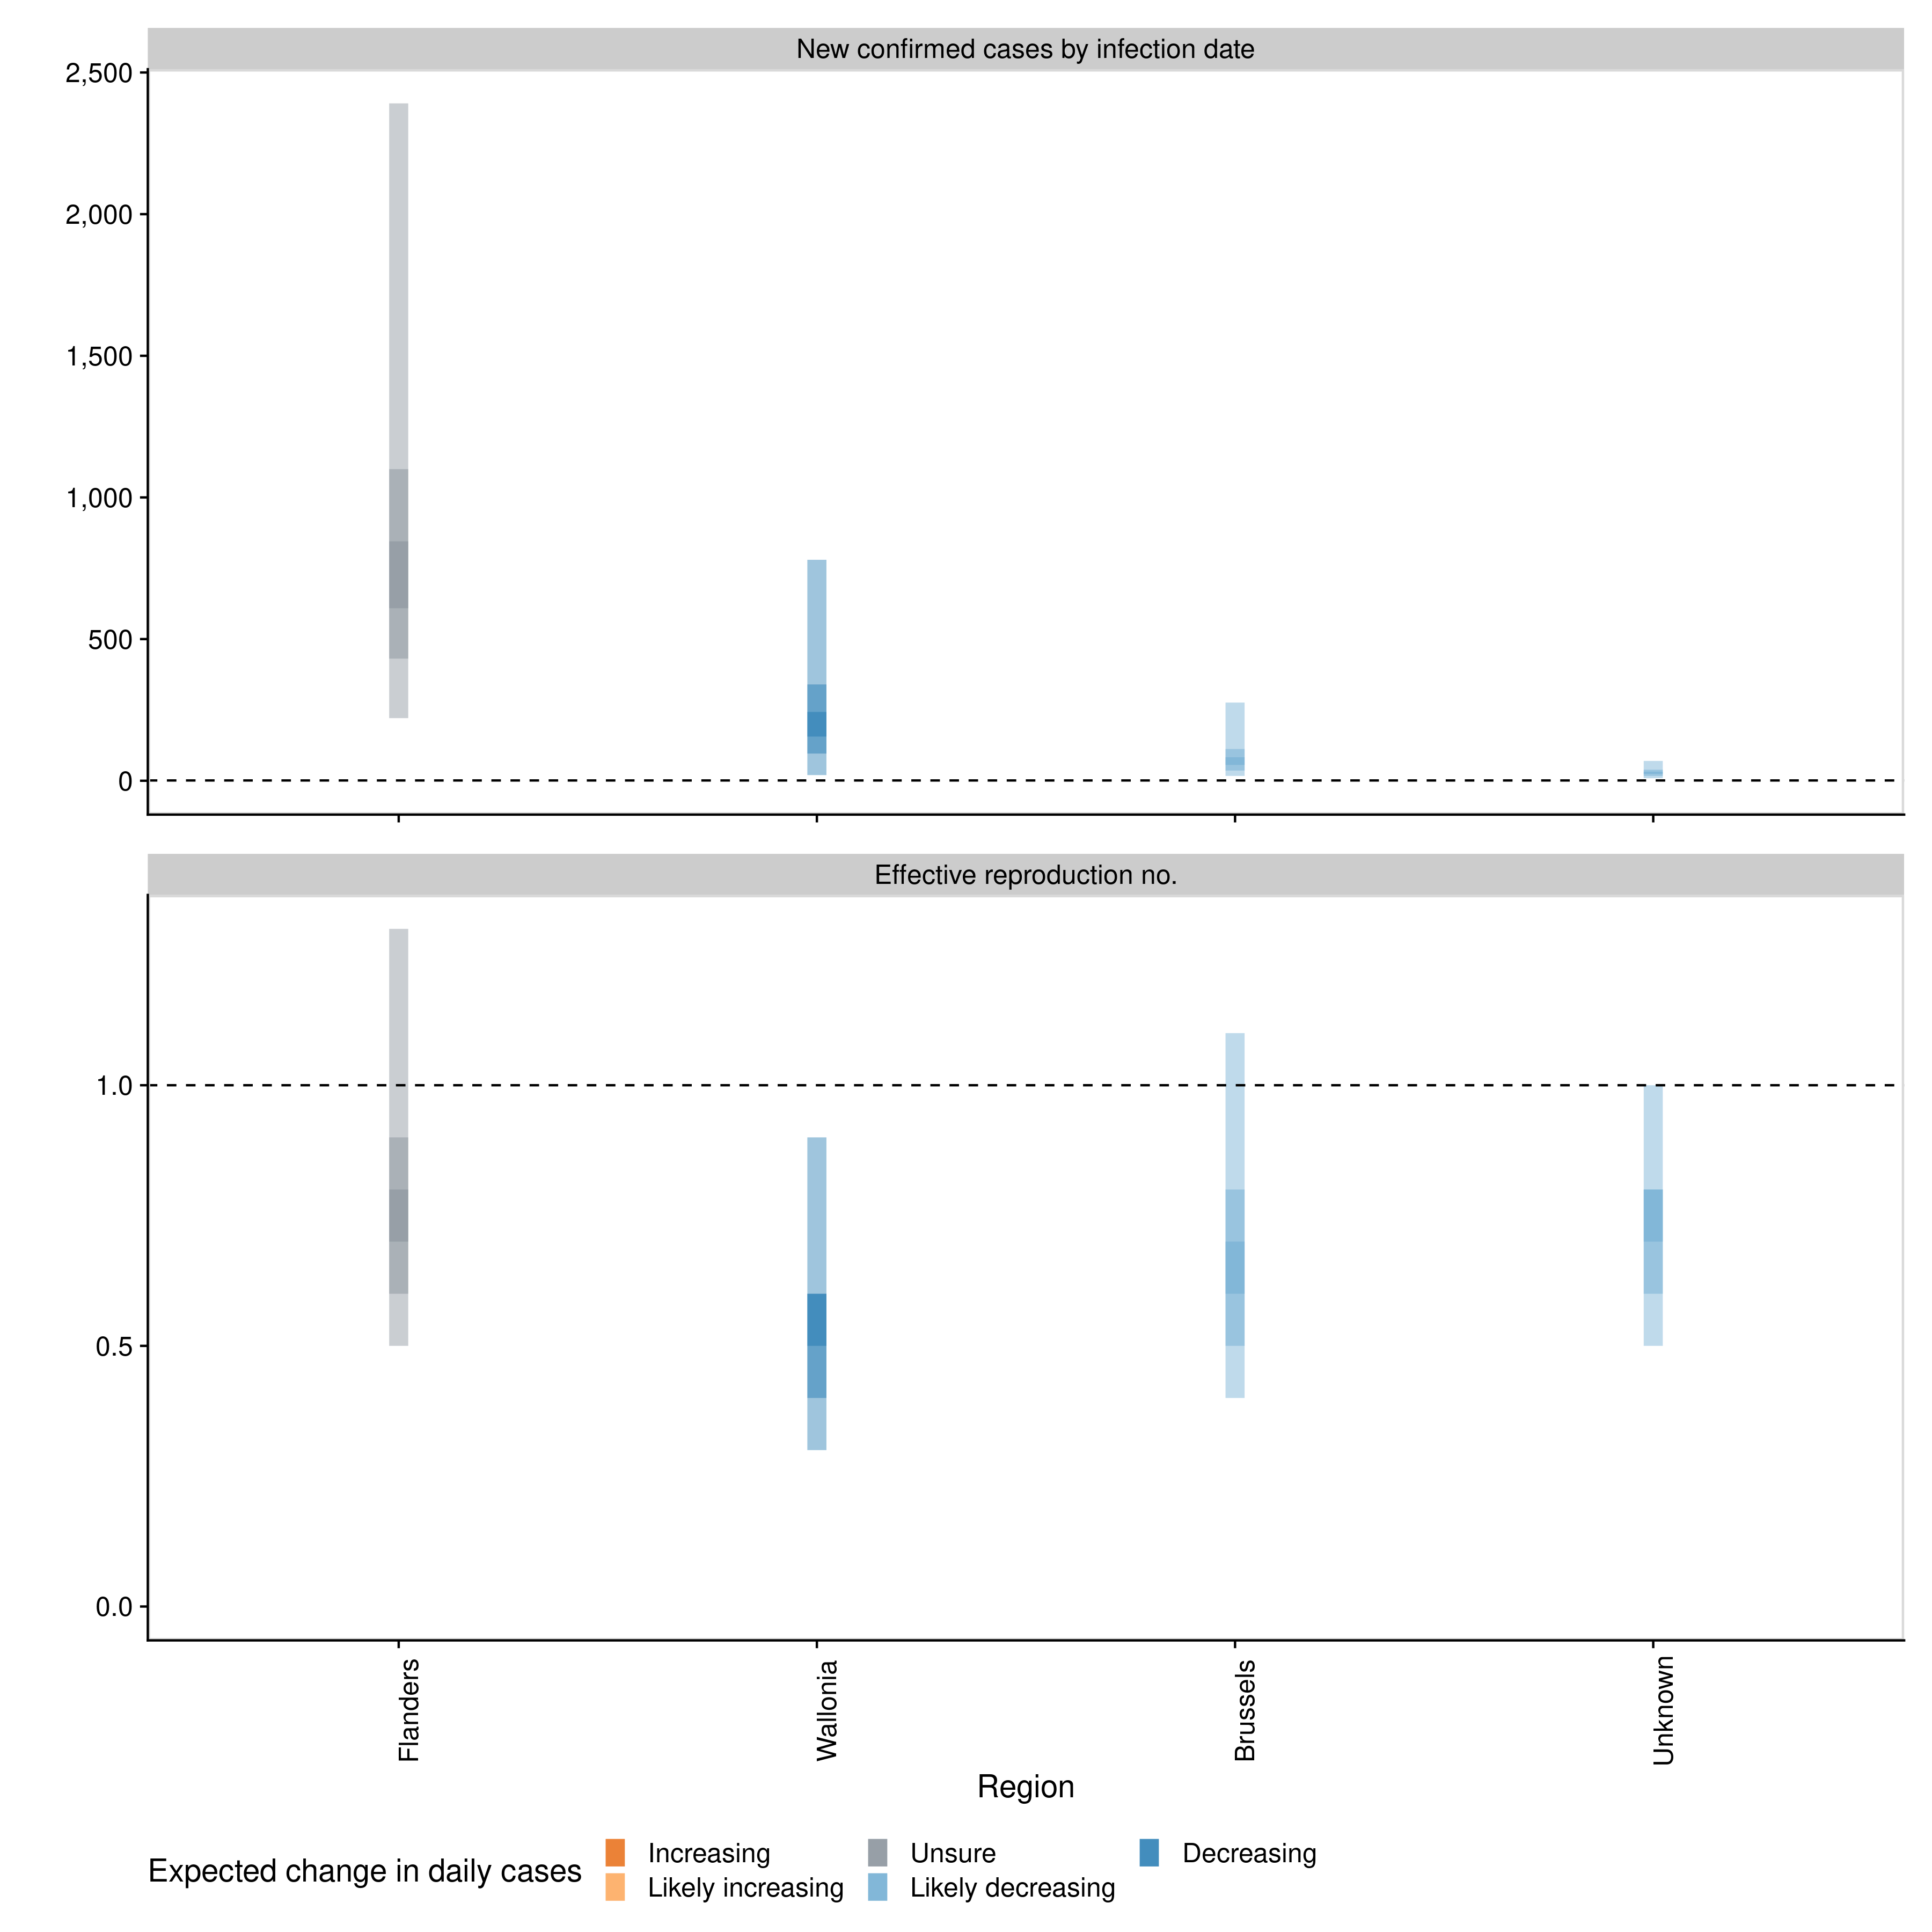 New confirmed cases by infection date
2,500
2,000
1,500
1,000
500
0
Effective reproduction no.
1.0
0.5
0.0
Flanders
Wallonia
Brussels
Unknown
Region
Expected change in daily cases
Increasing
Likely increasing
Unsure
Likely decreasing
Decreasing